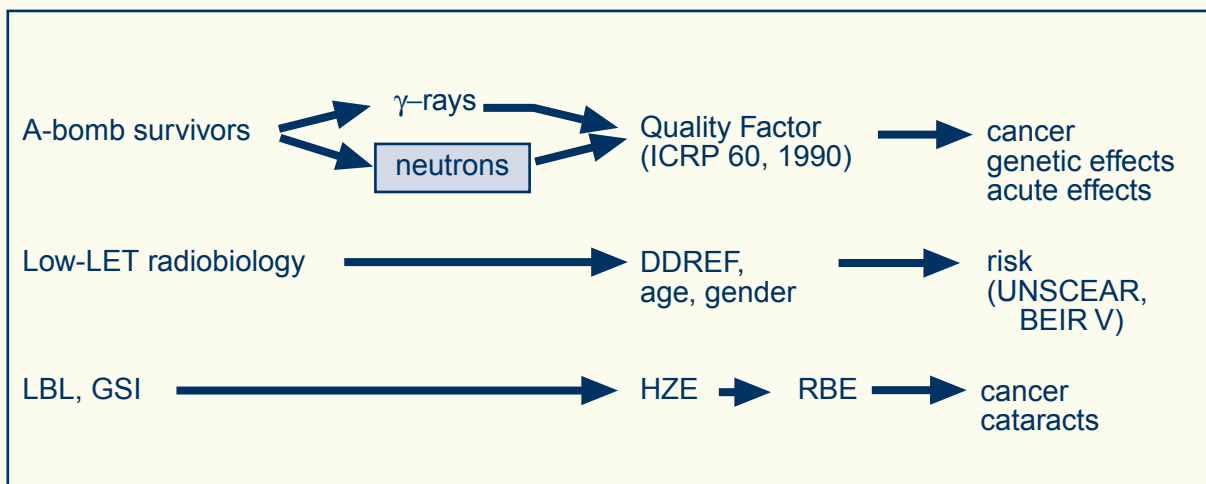 A-bomb survivors
γ–rays
neutrons
Quality Factor
(ICRP 60, 1990)
cancer
genetic effects
acute effects
Low-LET radiobiology
DDREF,
age, gender
risk
(UNSCEAR,
BEIR V)
LBL, GSI
HZE
RBE
cancer
cataracts